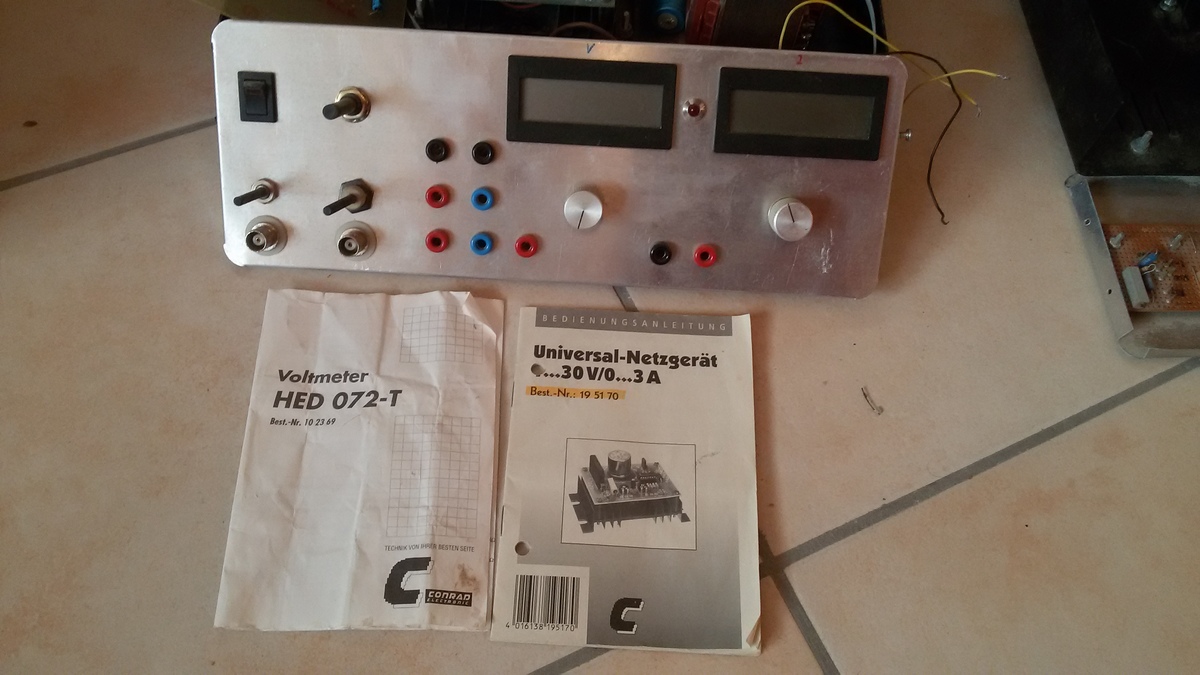 V
I
Voltmeter
HED 072-T
Best.-Nr. 10 23 69
TECHNIK VON IHRER BESTEN SEITE
C
CONRAD
ELECTRONIC
BEDIENUNGSANLEITUNG
Universal-Netzgerät
...30 V/0...3 A
Best.-Nr.: 19 51 70
4 016138 195170
C